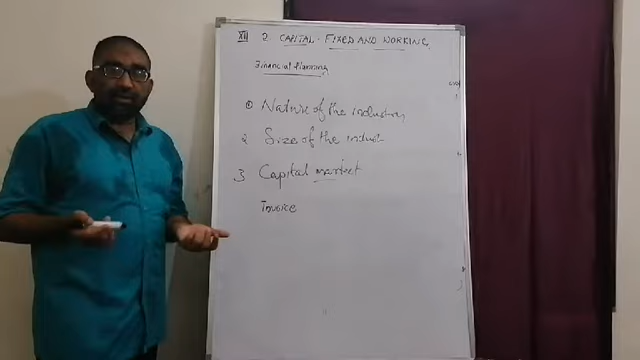 XII 2 CAPITAL - FIXED AND WORKING
Financial Planning
① Nature of the industry
2 Size of the indust
3 Capital market
Invoice